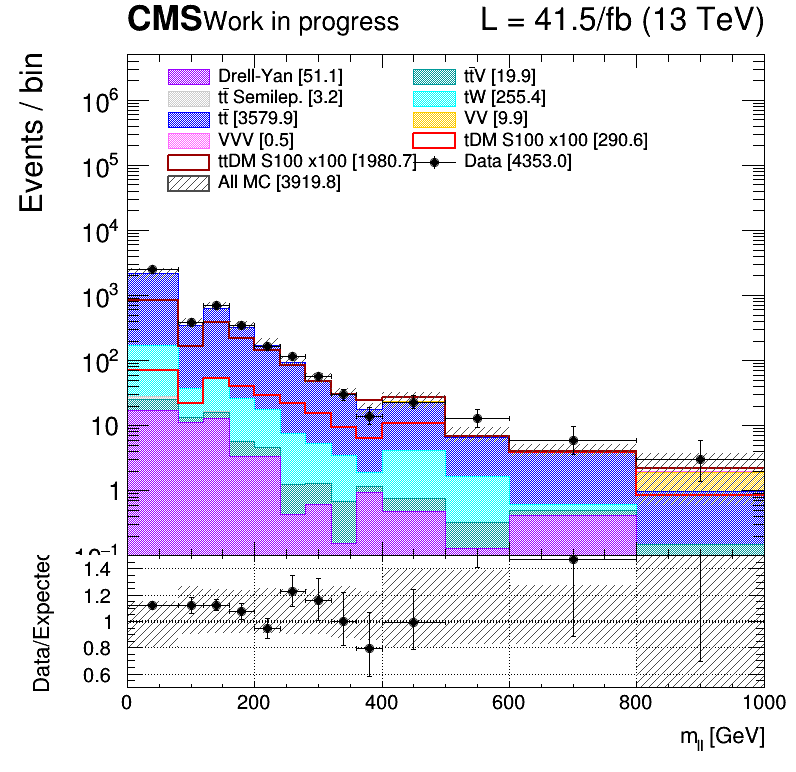 CMS Work in progress L = 41.5/fb (13 TeV)
Events / bin
Drell-Yan [51.1] tt̄V [19.9]
tt̄ Semilep. [3.2] tW [255.4]
tt̄ [3579.9] VV [9.9]
VVV [0.5] tDM S100 x100 [290.6]
ttDM S100 x100 [1980.7] Data [4353.0]
All MC [3919.8]
10⁶
10⁵
10⁴
10³
10²
10
1
10⁻¹
Data/Expected
1.4
1.2
1
0.8
0.6
0 200 400 600 800 1000
m_ll [GeV]